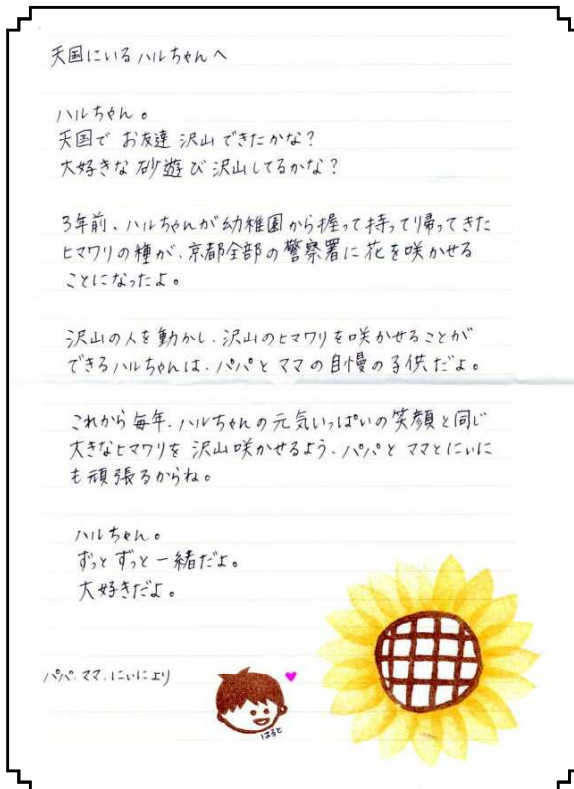 天国にいるハルちゃんへ
ハルちゃん。
天国で お友達 沢山 できたかな?
大好きな 砂遊び 沢山してるかな?
3年前、ハルちゃんが幼稚園から握って持って帰ってきた
ヒマワリの種が、京都全部の警察署に花を咲かせる
ことになったよ。
沢山の人を動かし、沢山のヒマワリを咲かせることが
できるハルちゃんは、パパとママの自慢の子供だよ。
これから毎年、ハルちゃんの元気いっぱいの笑顔と同じ
大きなヒマワリを 沢山咲かせるよう、パパとママとにいに
も頑張るからね。
ハルちゃん。
ずっと ずっと 一緒だよ。
大好きだよ。
パパ、ママ、にいにより
はると